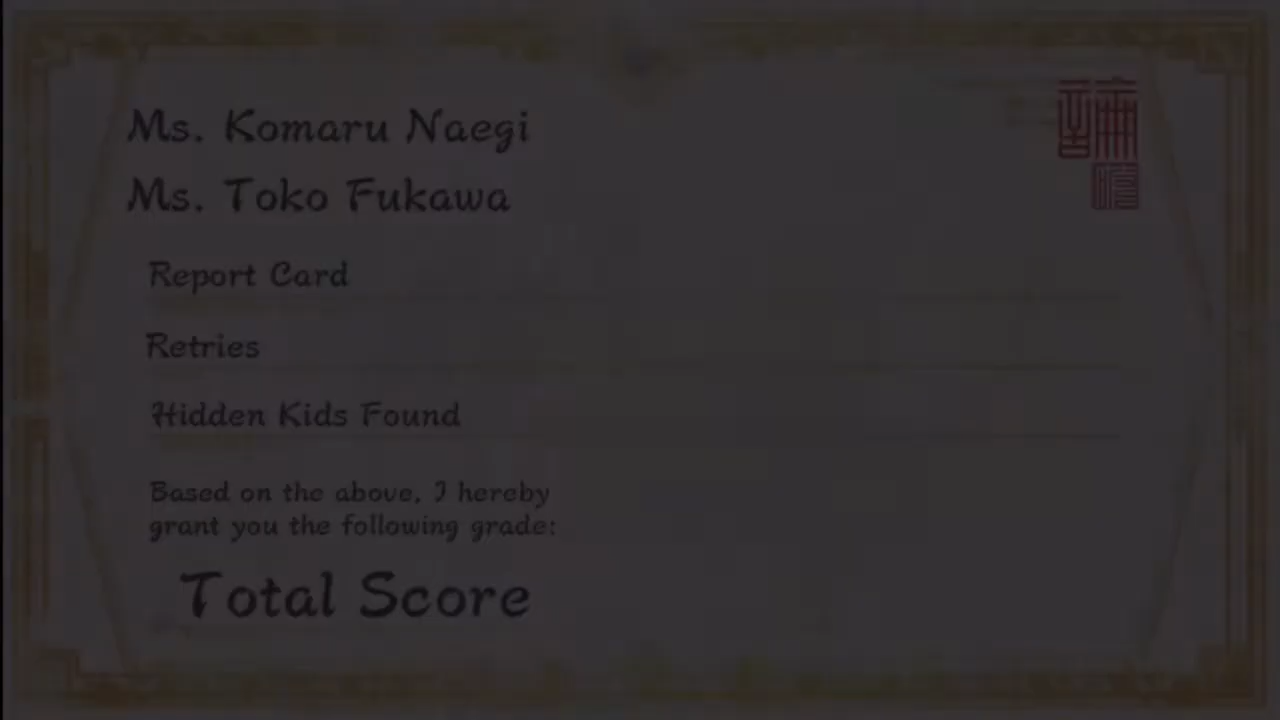 Ms. Komaru Naegi
Ms. Toko Fukawa
Report Card
Retries
Hidden Kids Found
Based on the above, I hereby
grant you the following grade:
Total Score